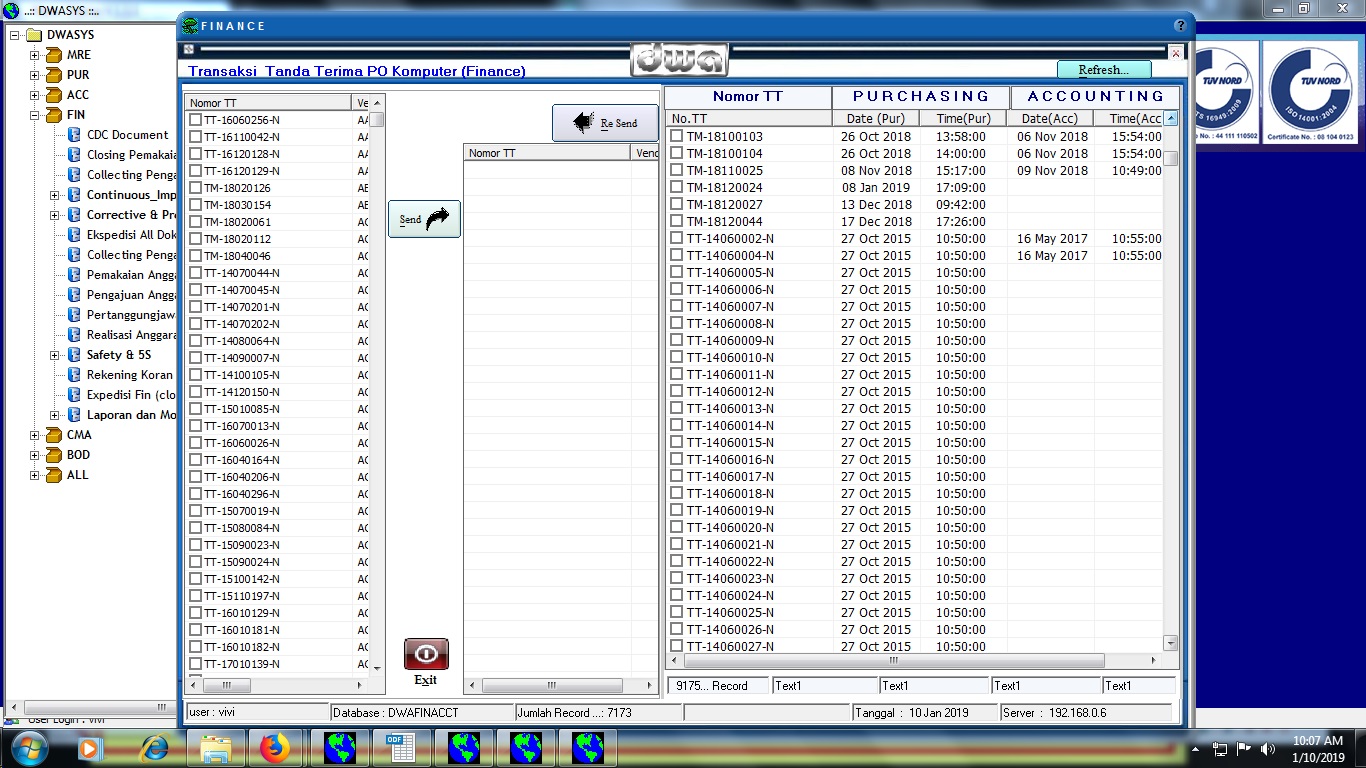 ..:: DWASYS ::..
DWASYS
MRE
PUR
ACC
FIN
CDC Document
Closing Pemakaia
Collecting Penga
Continuous_Imp
Corrective & Pr
Ekspedisi All Dok
Collecting Penga
Pemakaian Angga
Pengajuan Angga
Pertanggungjaw
Realisasi Anggara
Safety & 5S
Rekening Koran
Expedisi Fin (clo
Laporan dan Mo
CMA
BOD
ALL
User Login : vivi
FINANCE
dwa
Transaksi Tanda Terima PO Komputer (Finance)
Refresh...
Nomor TT Ve
TT-16060256-N AA
TT-16110042-N AA
TT-16120128-N AA
TT-16120129-N AA
TM-18020126 AE
TM-18030154 AE
TM-18020061 AC
TM-18020112 AC
TM-18040046 AC
TT-14070044-N AC
TT-14070045-N AC
TT-14070201-N AC
TT-14070202-N AC
TT-14080064-N AC
TT-14090007-N AC
TT-14100105-N AC
TT-14120150-N AC
TT-15010085-N AC
TT-16070013-N AC
TT-16060026-N AC
TT-16040164-N AC
TT-16040206-N AC
TT-16040296-N AC
TT-15070019-N AC
TT-15080084-N AC
TT-15090023-N AC
TT-15090024-N AC
TT-15100142-N AC
TT-15110197-N AC
TT-16010129-N AC
TT-16010181-N AC
TT-16010182-N AC
TT-17010139-N AC
Send
Exit
Re Send
Nomor TT Vend
Nomor TT PURCHASING ACCOUNTING
No.TT Date (Pur) Time(Pur) Date(Acc) Time(Acc
TM-18100103 26 Oct 2018 13:58:00 06 Nov 2018 15:54:00
TM-18100104 26 Oct 2018 14:00:00 06 Nov 2018 15:54:00
TM-18110025 08 Nov 2018 15:17:00 09 Nov 2018 10:49:00
TM-18120024 08 Jan 2019 17:09:00
TM-18120027 13 Dec 2018 09:42:00
TM-18120044 17 Dec 2018 17:26:00
TT-14060002-N 27 Oct 2015 10:50:00 16 May 2017 10:55:00
TT-14060004-N 27 Oct 2015 10:50:00 16 May 2017 10:55:00
TT-14060005-N 27 Oct 2015 10:50:00
TT-14060006-N 27 Oct 2015 10:50:00
TT-14060007-N 27 Oct 2015 10:50:00
TT-14060008-N 27 Oct 2015 10:50:00
TT-14060009-N 27 Oct 2015 10:50:00
TT-14060010-N 27 Oct 2015 10:50:00
TT-14060011-N 27 Oct 2015 10:50:00
TT-14060012-N 27 Oct 2015 10:50:00
TT-14060013-N 27 Oct 2015 10:50:00
TT-14060014-N 27 Oct 2015 10:50:00
TT-14060015-N 27 Oct 2015 10:50:00
TT-14060016-N 27 Oct 2015 10:50:00
TT-14060017-N 27 Oct 2015 10:50:00
TT-14060018-N 27 Oct 2015 10:50:00
TT-14060019-N 27 Oct 2015 10:50:00
TT-14060020-N 27 Oct 2015 10:50:00
TT-14060021-N 27 Oct 2015 10:50:00
TT-14060022-N 27 Oct 2015 10:50:00
TT-14060023-N 27 Oct 2015 10:50:00
TT-14060024-N 27 Oct 2015 10:50:00
TT-14060025-N 27 Oct 2015 10:50:00
TT-14060026-N 27 Oct 2015 10:50:00
TT-14060027-N 27 Oct 2015 10:50:00
9175... Record Text1 Text1 Text1 Text1
user : vivi Database : DWAFINACCT Jumlah Record ...: 7173 Tanggal : 10 Jan 2019 Server : 192.168.0.6
TUV NORD
16949:2009
No. : 44 111 110502
TUV NORD
ISO 14001:2004
Certificate No. : 08 104 0123
ODF
10:07 AM
1/10/2019